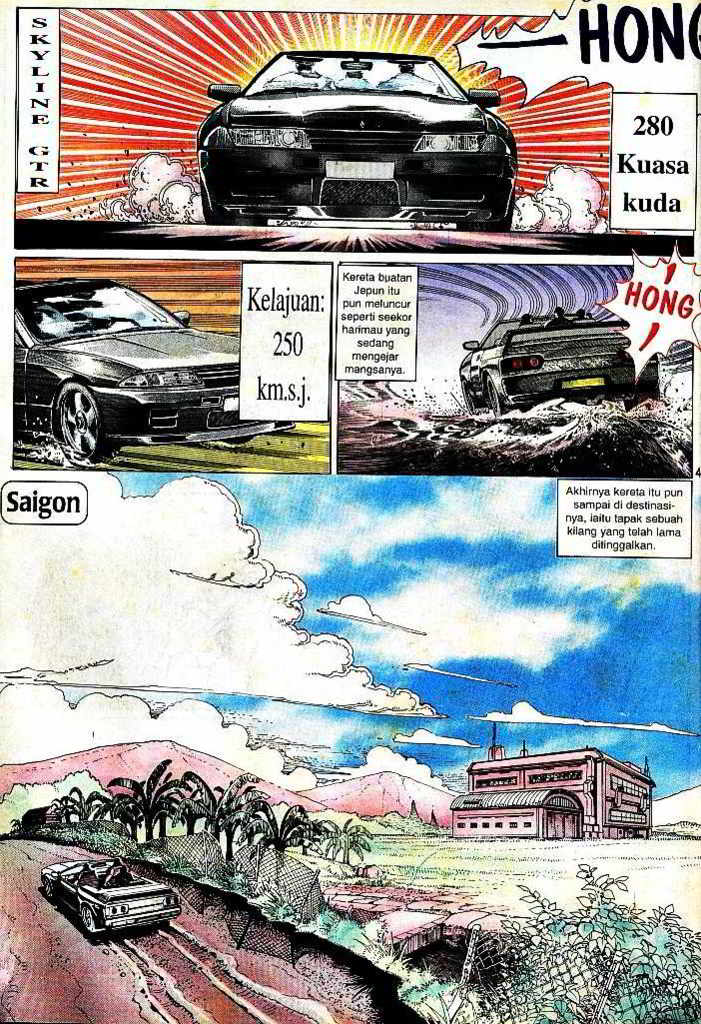 SKYLINE GTR
HONG
280
Kuasa
kuda
Kelajuan:
250
km.s.j.
Kereta buatan
Jepun itu
pun meluncur
seperti seekor
harimau yang
sedang
mengejar
mangsanya.
HONG
4
Saigon
Akhirnya kereta itu pun
sampai di destinasi-
nya, iaitu tapak sebuah
kilang yang telah lama
ditinggalkan.